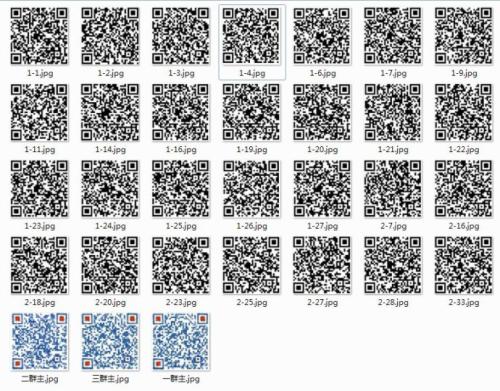 1-1.jpg 1-2.jpg 1-3.jpg 1-4.jpg 1-6.jpg 1-7.jpg 1-9.jpg
1-11.jpg 1-14.jpg 1-16.jpg 1-19.jpg 1-20.jpg 1-21.jpg 1-22.jpg
1-23.jpg 1-24.jpg 1-25.jpg 1-26.jpg 1-27.jpg 2-7.jpg 2-16.jpg
2-18.jpg 2-20.jpg 2-23.jpg 2-25.jpg 2-27.jpg 2-28.jpg 2-33.jpg
二群主.jpg 三群主.jpg 一群主.jpg